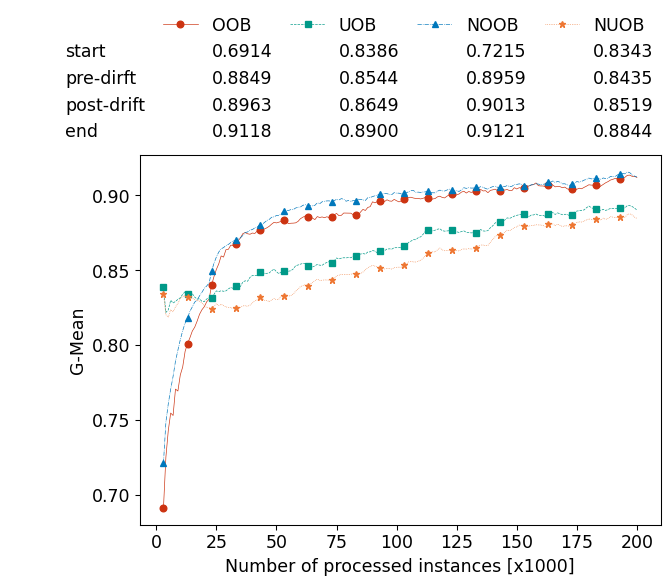 OOB UOB NOOB NUOB
start 0.6914 0.8386 0.7215 0.8343
pre-dirft 0.8849 0.8544 0.8959 0.8435
post-drift 0.8963 0.8649 0.9013 0.8519
end 0.9118 0.8900 0.9121 0.8844
0.90
0.85
0.80
0.75
0.70
G-Mean
0 25 50 75 100 125 150 175 200
Number of processed instances [x1000]